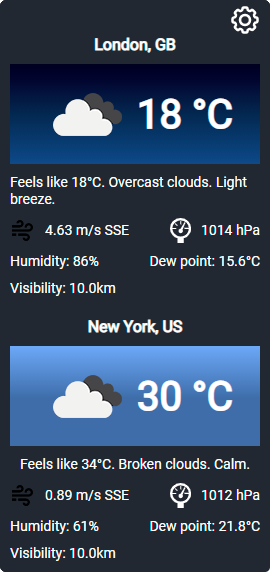 London, GB
18 °C
Feels like 18°C. Overcast clouds. Light
breeze.
4.63 m/s SSE 1014 hPa
Humidity: 86% Dew point: 15.6°C
Visibility: 10.0km
New York, US
30 °C
Feels like 34°C. Broken clouds. Calm.
0.89 m/s SSE 1012 hPa
Humidity: 61% Dew point: 21.8°C
Visibility: 10.0km